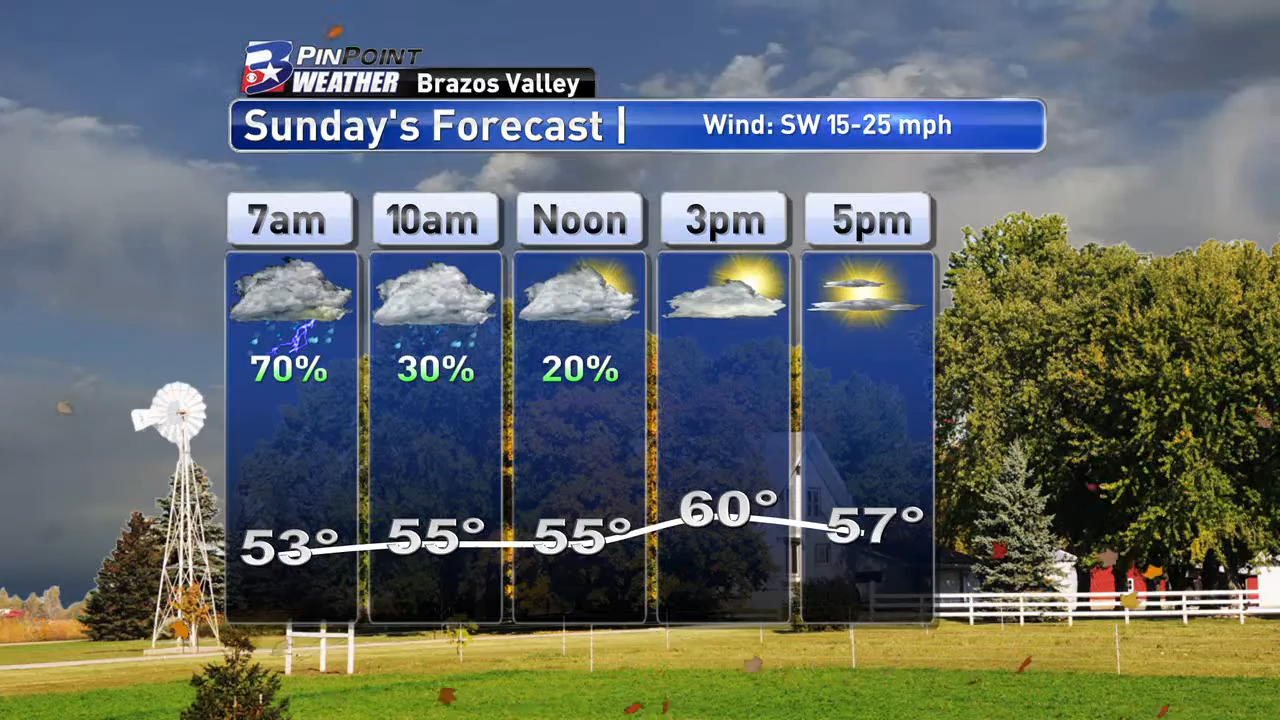 PINPOINT
WEATHER Brazos Valley
Sunday's Forecast | Wind: SW 15-25 mph
7am 10am Noon 3pm 5pm
70% 30% 20%
53° 55° 55° 60° 57°